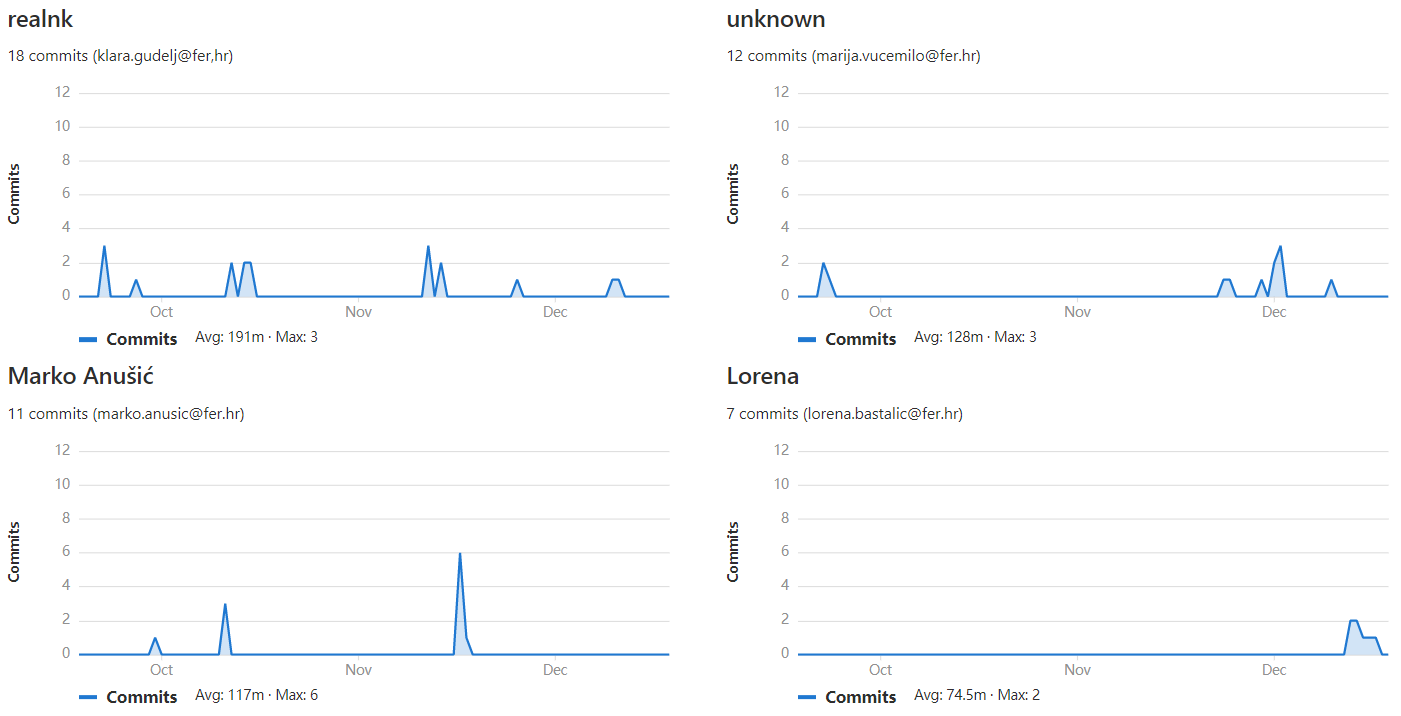 realnk
18 commits (klara.gudelj@fer,hr)
12
10
8
6
4
2
0
Commits
Oct Nov Dec
Commits Avg: 191m · Max: 3
unknown
12 commits (marija.vucemilo@fer.hr)
12
10
8
6
4
2
0
Commits
Oct Nov Dec
Commits Avg: 128m · Max: 3
Marko Anušić
11 commits (marko.anusic@fer.hr)
12
10
8
6
4
2
0
Commits
Oct Nov Dec
Commits Avg: 117m · Max: 6
Lorena
7 commits (lorena.bastalic@fer.hr)
12
10
8
6
4
2
0
Commits
Oct Nov Dec
Commits Avg: 74.5m · Max: 2